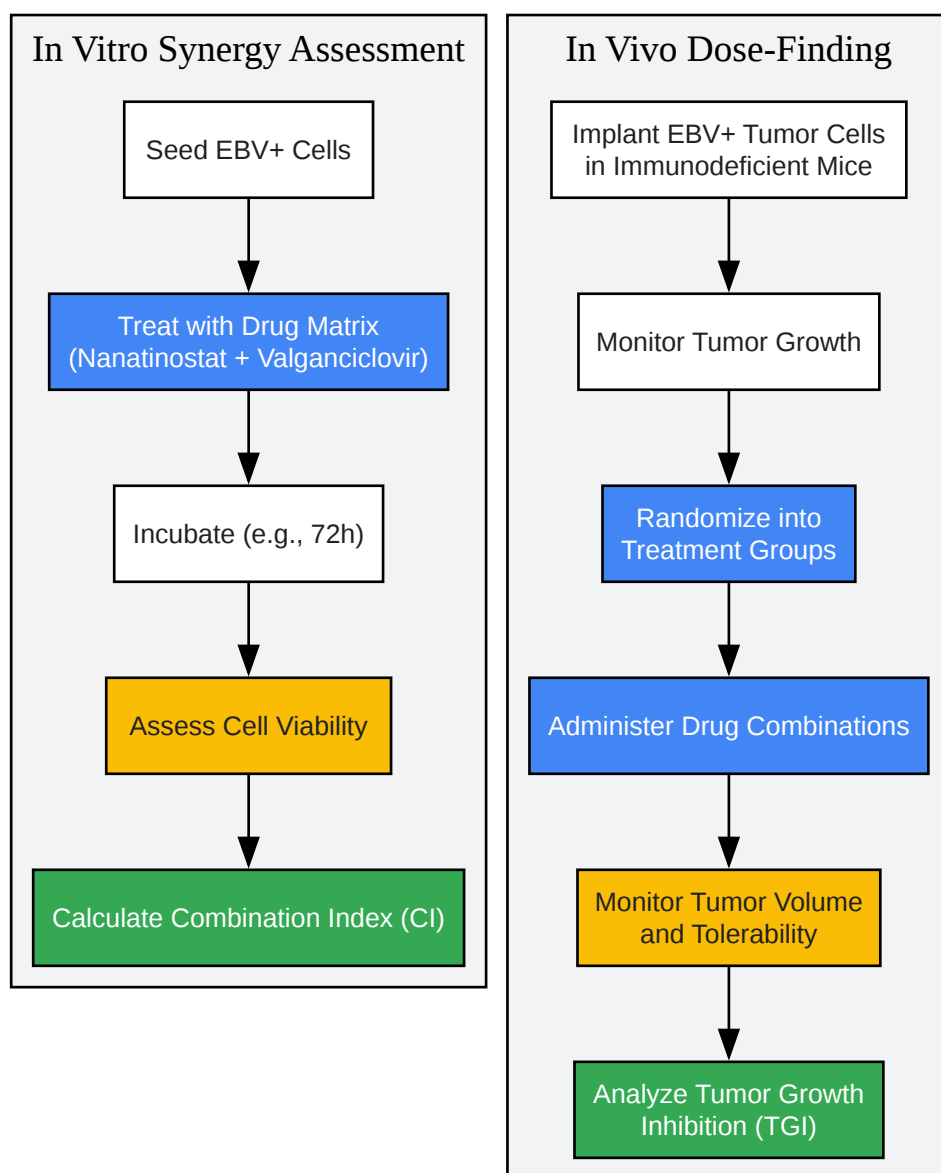 In Vitro Synergy Assessment
Seed EBV+ Cells
Treat with Drug Matrix
(Nanatinostat + Valganciclovir)
Incubate (e.g., 72h)
Assess Cell Viability
Calculate Combination Index (CI)
In Vivo Dose-Finding
Implant EBV+ Tumor Cells
in Immunodeficient Mice
Monitor Tumor Growth
Randomize into
Treatment Groups
Administer Drug Combinations
Monitor Tumor Volume
and Tolerability
Analyze Tumor Growth
Inhibition (TGI)